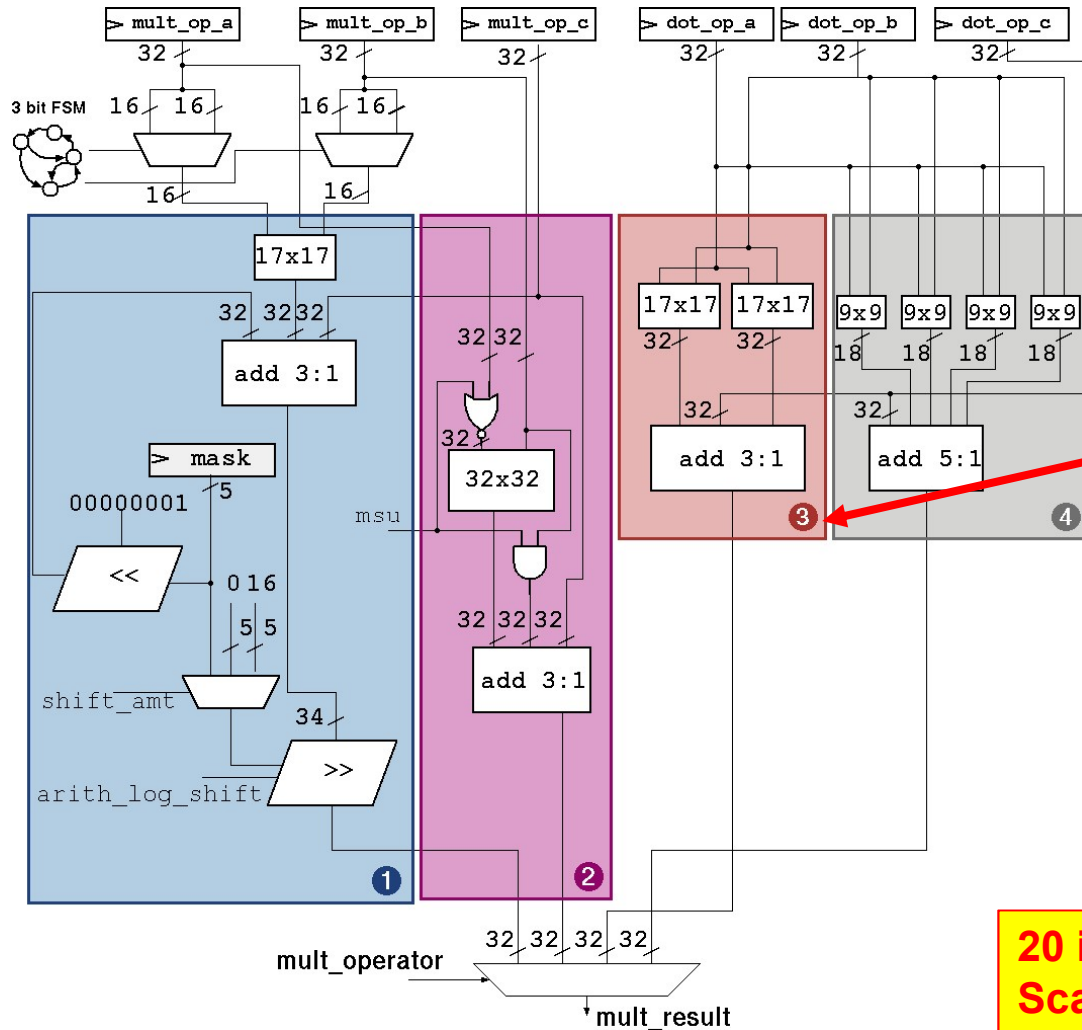 > mult_op_a
> mult_op_b
> mult_op_c
> dot_op_a
> dot_op_b
> dot_op_c
32 32 32 32 32 32
3 bit FSM
16 16 16 16
16 16
17x17
32 32 32
add 3:1
> mask
5
00000001
<<
0 16
5 5
shift_amt
34
>>
arith_log_shift
1
32 32
32
32x32
msu
32 32 32
add 3:1
2
17x17 17x17
32 32
32
add 3:1
3
9x9 9x9 9x9 9x9
18 18 18 18
32
add 5:1
4
32 32 32 32
mult_operator
mult_result
20 i
Sca